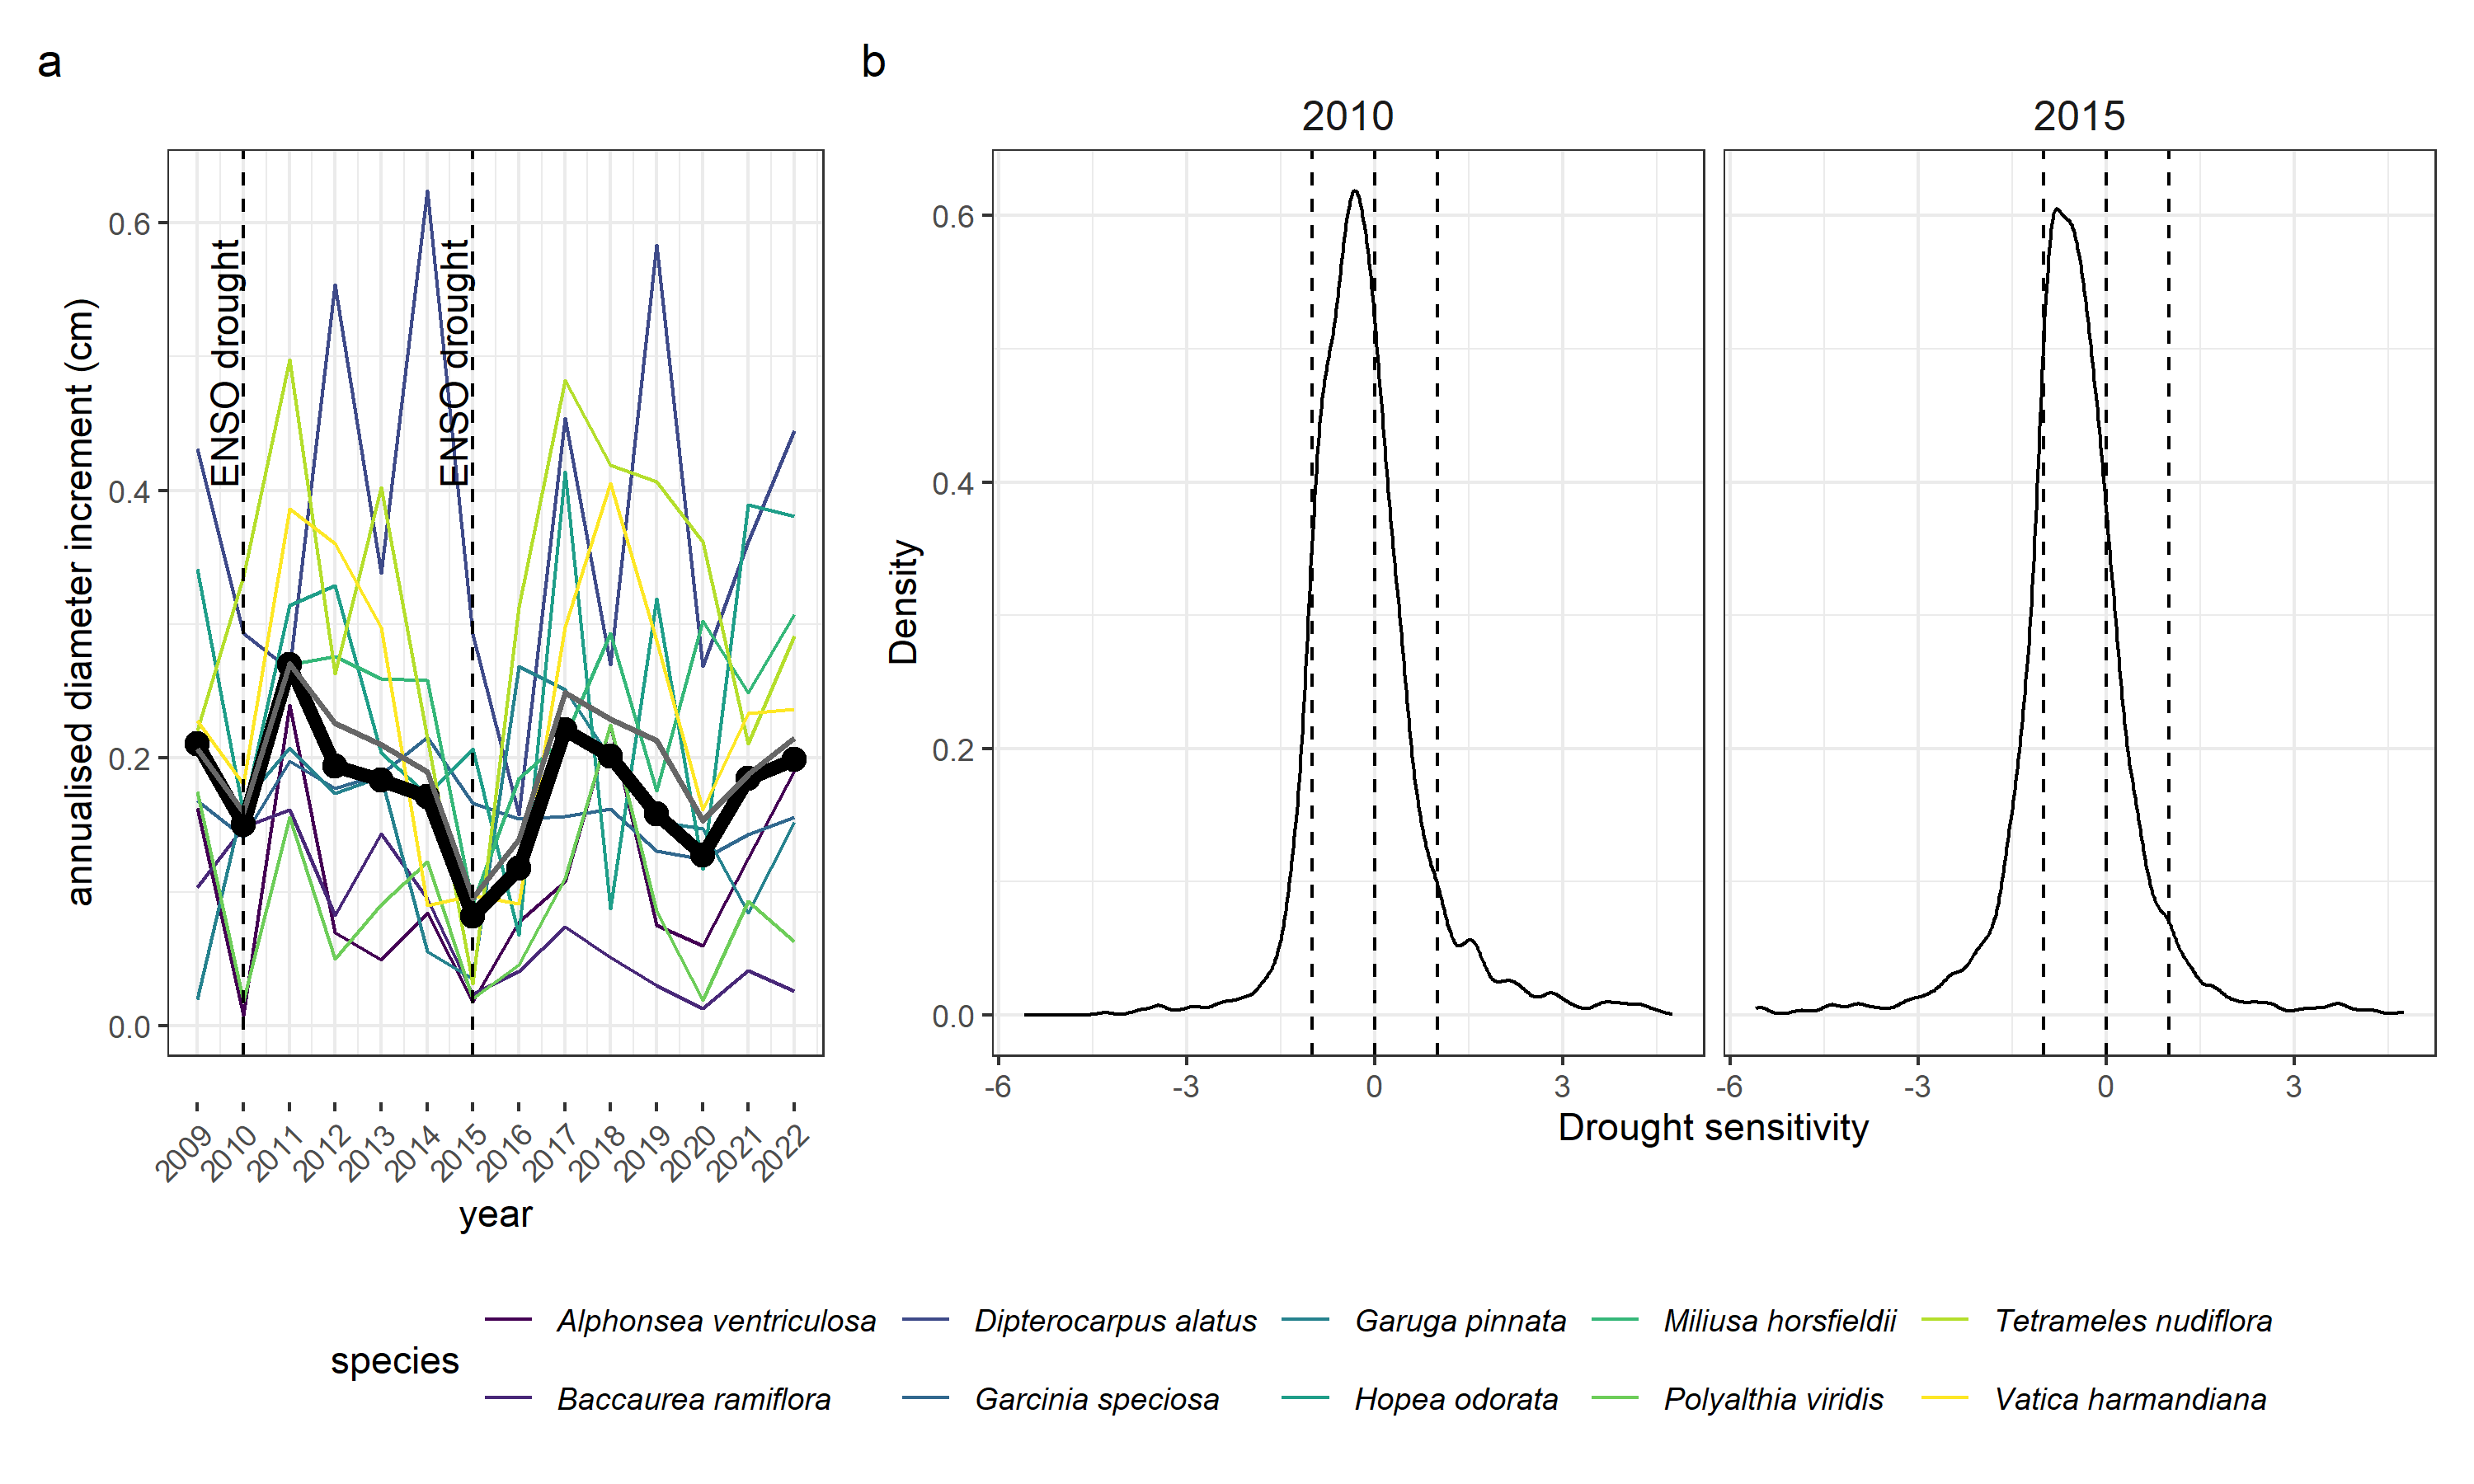 a
b
2010
2015
annualised diameter increment (cm)
0.6
0.4
0.2
0.0
ENSO drought
ENSO drought
2009
2010
2011
2012
2013
2014
2015
2016
2017
2018
2019
2020
2021
2022
year
Density
0.6
0.4
0.2
0.0
-6
-3
0
3
-6
-3
0
3
Drought sensitivity
species
Alphonsea ventriculosa
Dipterocarpus alatus
Garuga pinnata
Miliusa horsfieldii
Tetrameles nudiflora
Baccaurea ramiflora
Garcinia speciosa
Hopea odorata
Polyalthia viridis
Vatica harmandiana